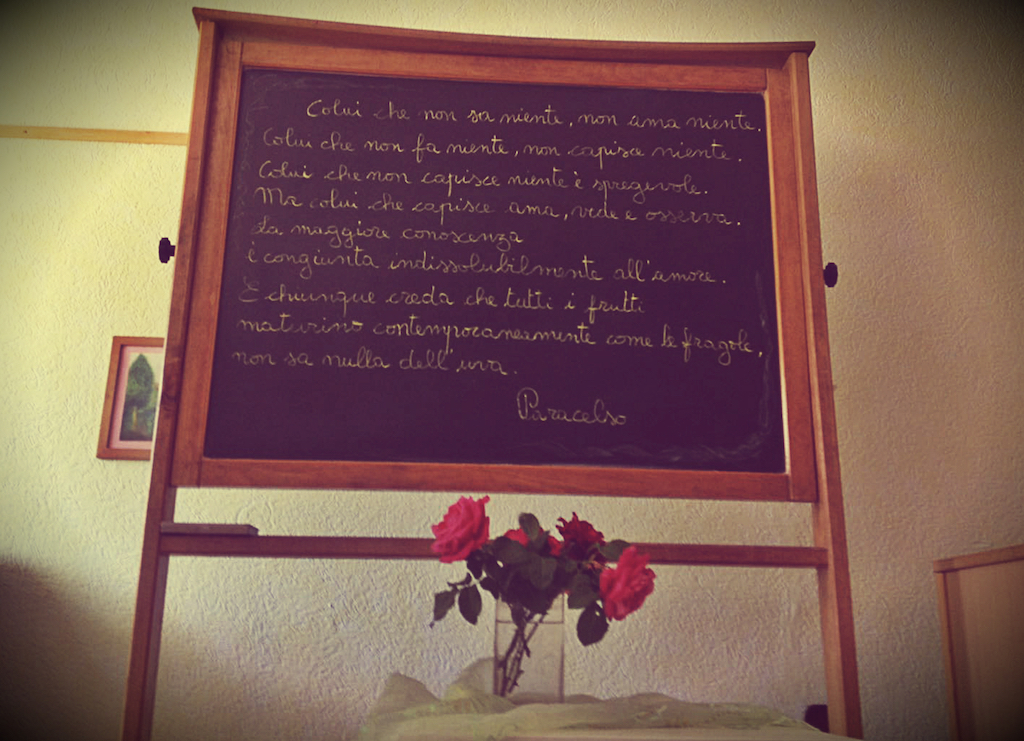 Colui che non sa niente, non ama niente.
Colui che non fa niente, non capisce niente.
Colui che non capisce niente è spregevole.
Ma colui che capisce ama, vede e osserva.
La maggiore conoscenza
è congiunta indissolubilmente all'amore.
E chiunque creda che tutti i frutti
maturino contemporaneamente come le fragole,
non sa nulla dell'uva.
Paracelso